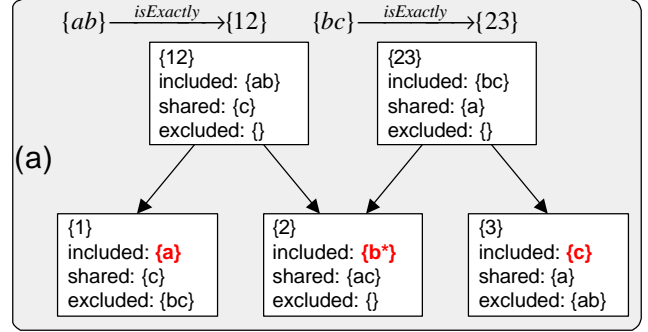 {ab} isExactly {12} {bc} isExactly {23}
{12}
included: {ab}
shared: {c}
excluded: {}
{23}
included: {bc}
shared: {a}
excluded: {}
(a)
{1}
included: {a}
shared: {c}
excluded: {bc}
{2}
included: {b*}
shared: {ac}
excluded: {}
{3}
included: {c}
shared: {a}
excluded: {ab}